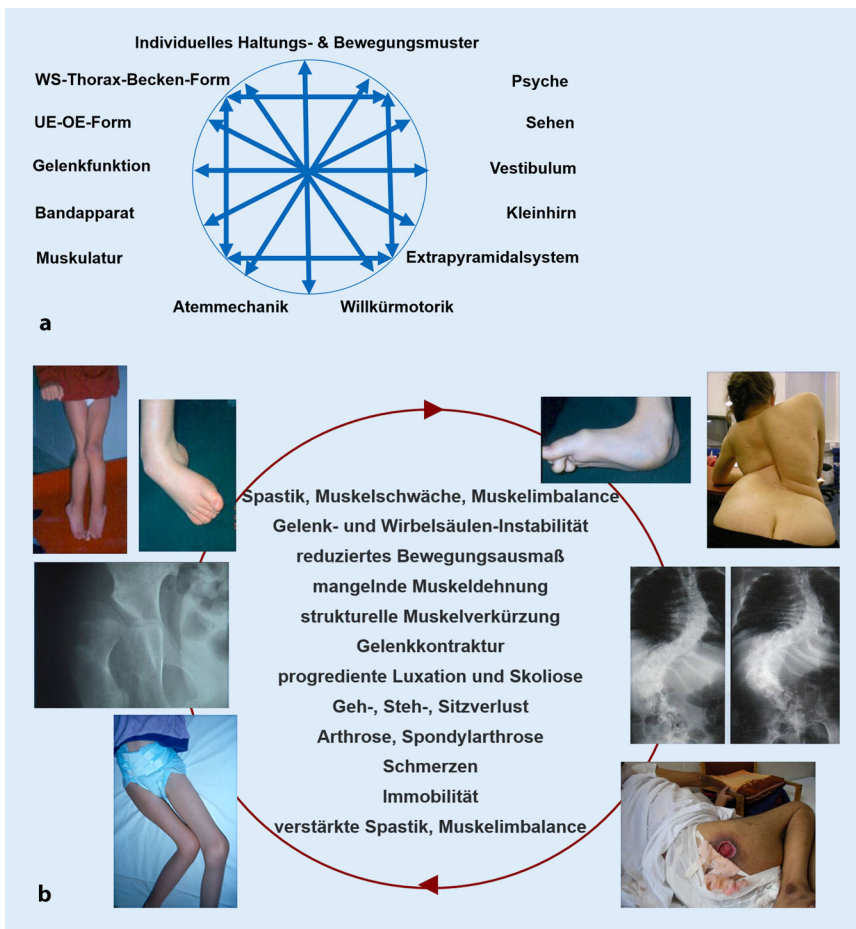 Individuelles Haltungs- & Bewegungsmuster
WS-Thorax-Becken-Form
Psyche
UE-OE-Form
Sehen
Gelenkfunktion
Vestibulum
Bandapparat
Kleinhirn
Muskulatur
Extrapyramidalsystem
Atemmechanik
Willkürmotorik
a
Spastik, Muskelschwäche, Muskelimbalance
Gelenk- und Wirbelsäulen-Instabilität
reduziertes Bewegungsausmaß
mangelnde Muskeldehnung
strukturelle Muskelverkürzung
Gelenkkontraktur
progrediente Luxation und Skoliose
Geh-, Steh-, Sitzverlust
Arthrose, Spondylarthrose
Schmerzen
Immobilität
verstärkte Spastik, Muskelimbalance
b